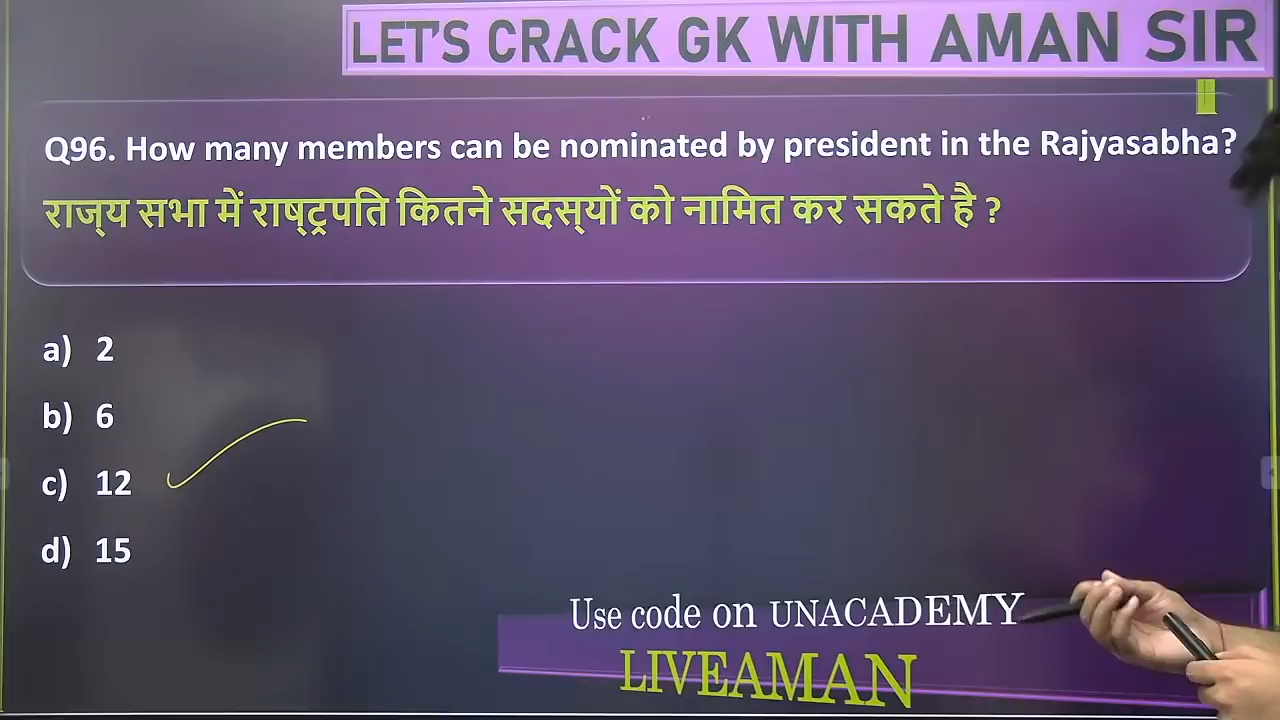 LET'S CRACK GK WITH AMAN SIR
Q96. How many members can be nominated by president in the Rajyasabha?
राज्य सभा में राष्ट्रपति कितने सदस्यों को नामित कर सकते है ?
a) 2
b) 6
c) 12
d) 15
Use code on UNACADEMY
LIVEAMAN